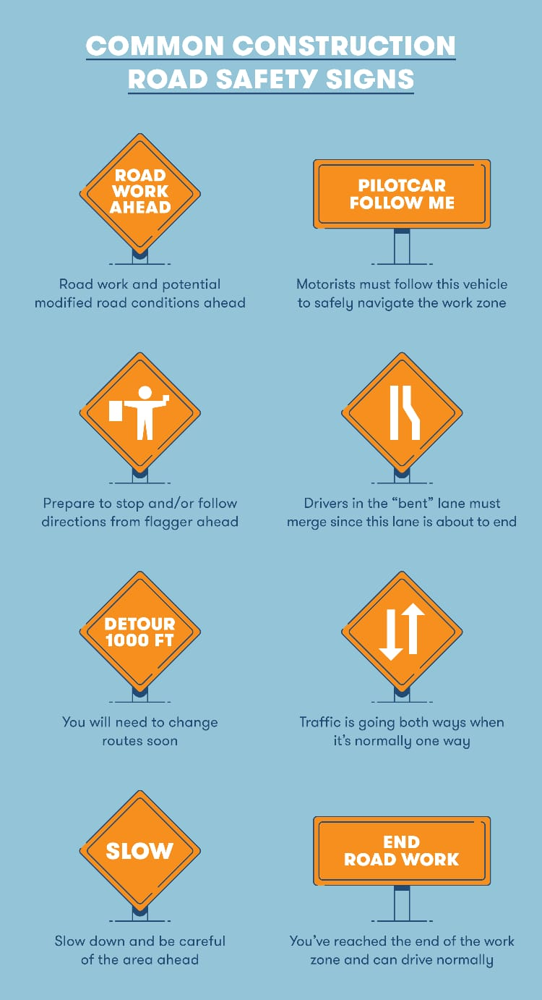 COMMON CONSTRUCTION
ROAD SAFETY SIGNS
ROAD
WORK
AHEAD
Road work and potential
modified road conditions ahead
PILOTCAR
FOLLOW ME
Motorists must follow this vehicle
to safely navigate the work zone
Prepare to stop and/or follow
directions from flagger ahead
Drivers in the “bent” lane must
merge since this lane is about to end
DETOUR
1000 FT
You will need to change
routes soon
Traffic is going both ways when
it’s normally one way
SLOW
Slow down and be careful
of the area ahead
END
ROAD WORK
You’ve reached the end of the work
zone and can drive normally